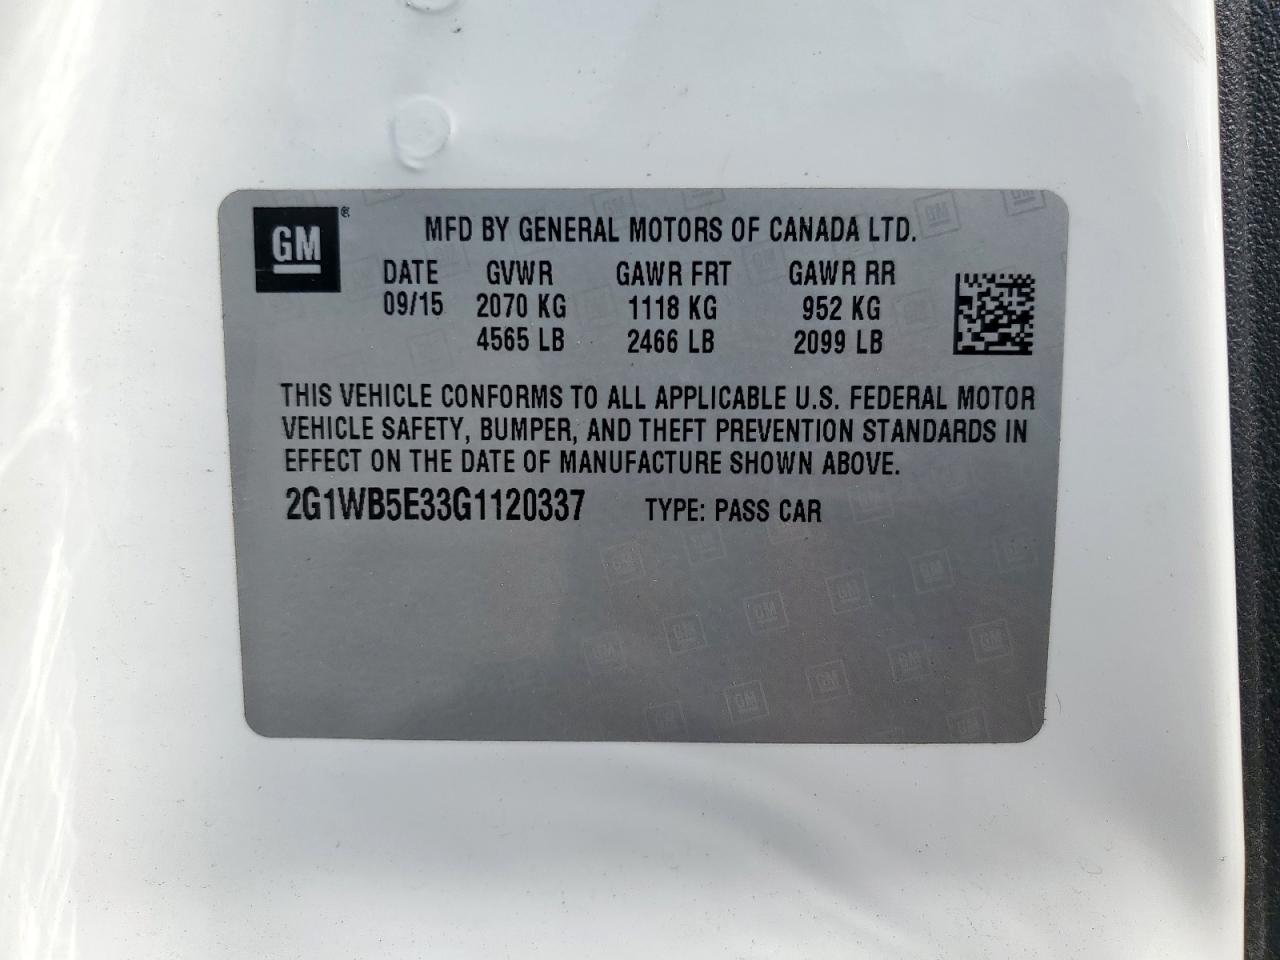 GM®
MFD BY GENERAL MOTORS OF CANADA LTD.
DATE GVWR GAWR FRT GAWR RR
09/15 2070 KG 1118 KG 952 KG
4565 LB 2466 LB 2099 LB
THIS VEHICLE CONFORMS TO ALL APPLICABLE U.S. FEDERAL MOTOR
VEHICLE SAFETY, BUMPER, AND THEFT PREVENTION STANDARDS IN
EFFECT ON THE DATE OF MANUFACTURE SHOWN ABOVE.
2G1WB5E33G1120337 TYPE: PASS CAR